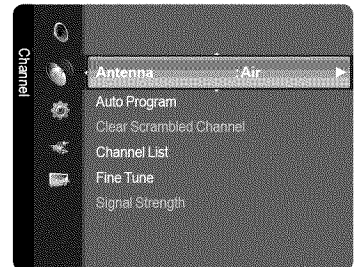 Channel
Antenna : Air ►
Auto Program
Clear Scrambled Channel
Channel List
Fine Tune
Signal Strength